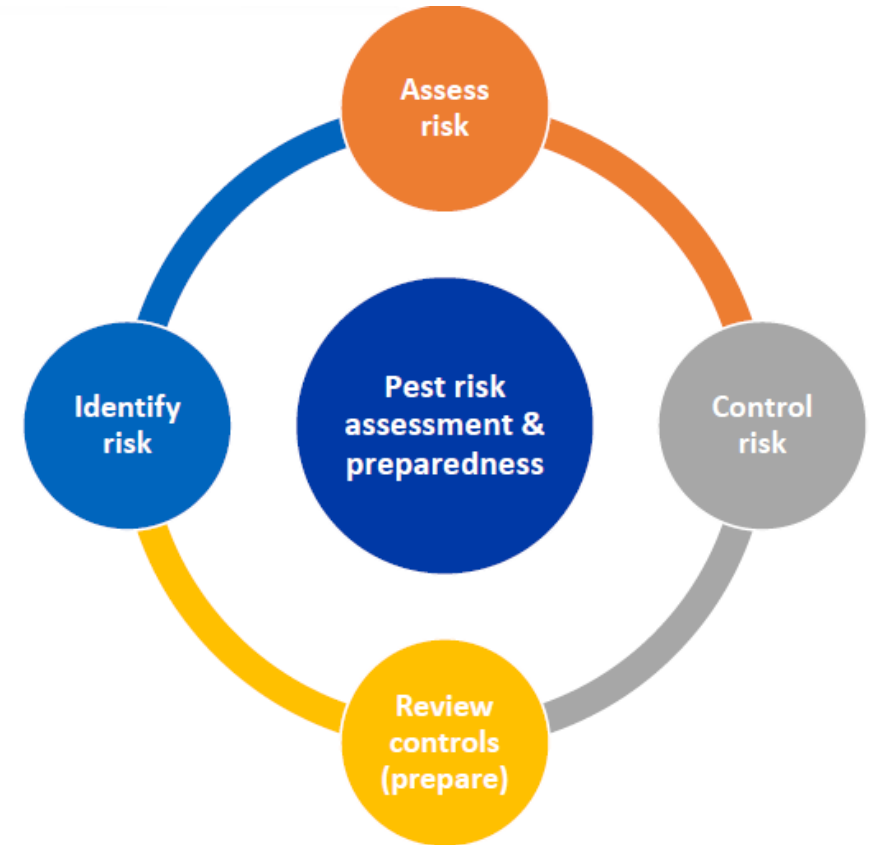 Assess
risk
Identify
risk
Pest risk
assessment &
preparedness
Control
risk
Review
controls
(prepare)